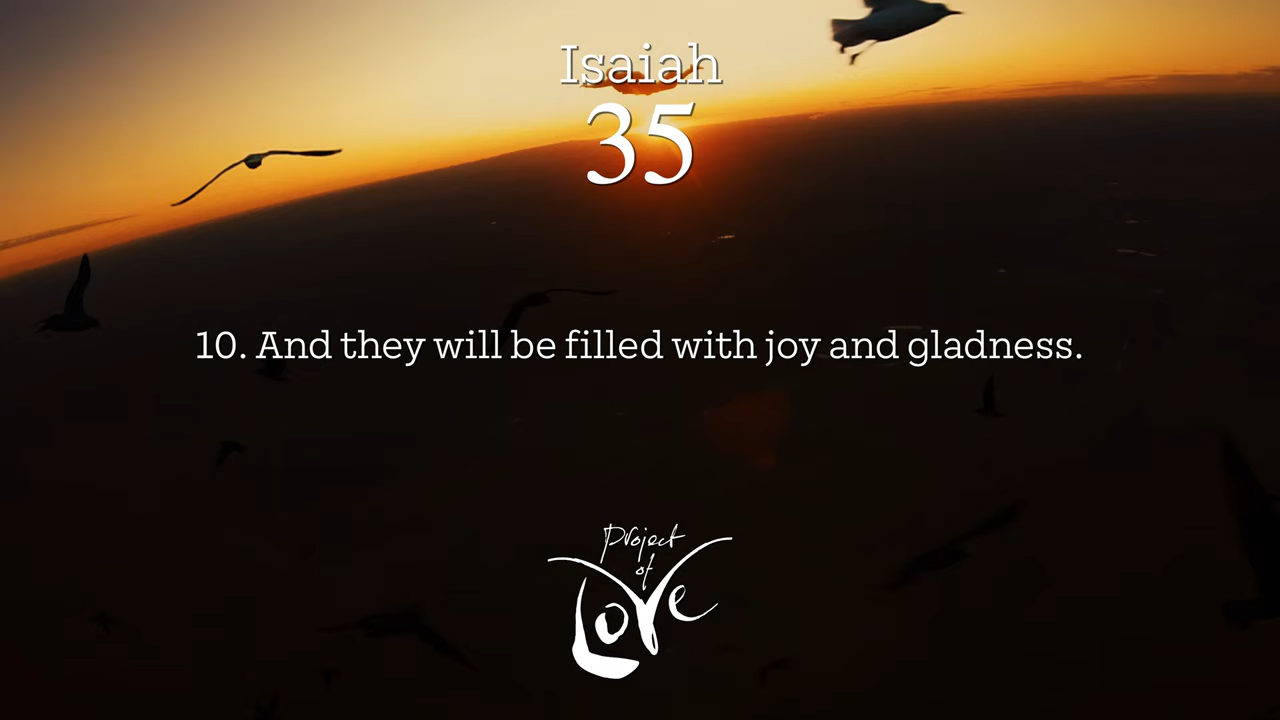 Isaiah
35
10. And they will be filled with joy and gladness.
Project
of
Love